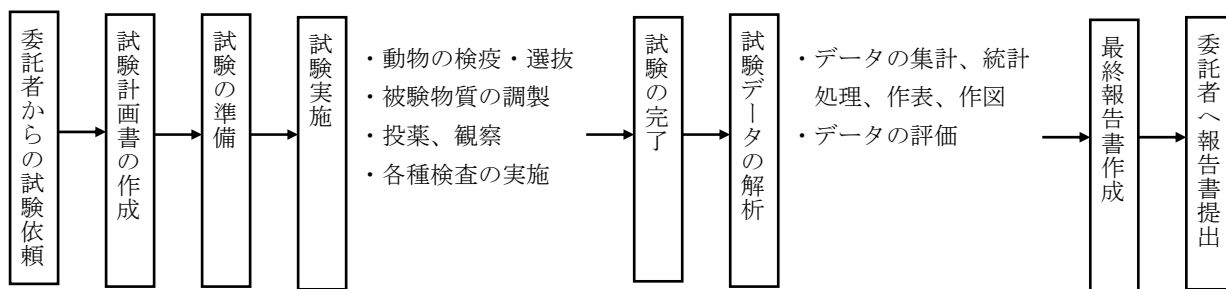 委託者からの試験依頼
試験計画書の作成
試験の準備
試験実施
・動物の検疫・選抜
・被験物質の調製
・投薬、観察
・各種検査の実施
試験の完了
試験データの解析
・データの集計、統計
処理、作表、作図
・データの評価
最終報告書作成
委託者へ報告書提出